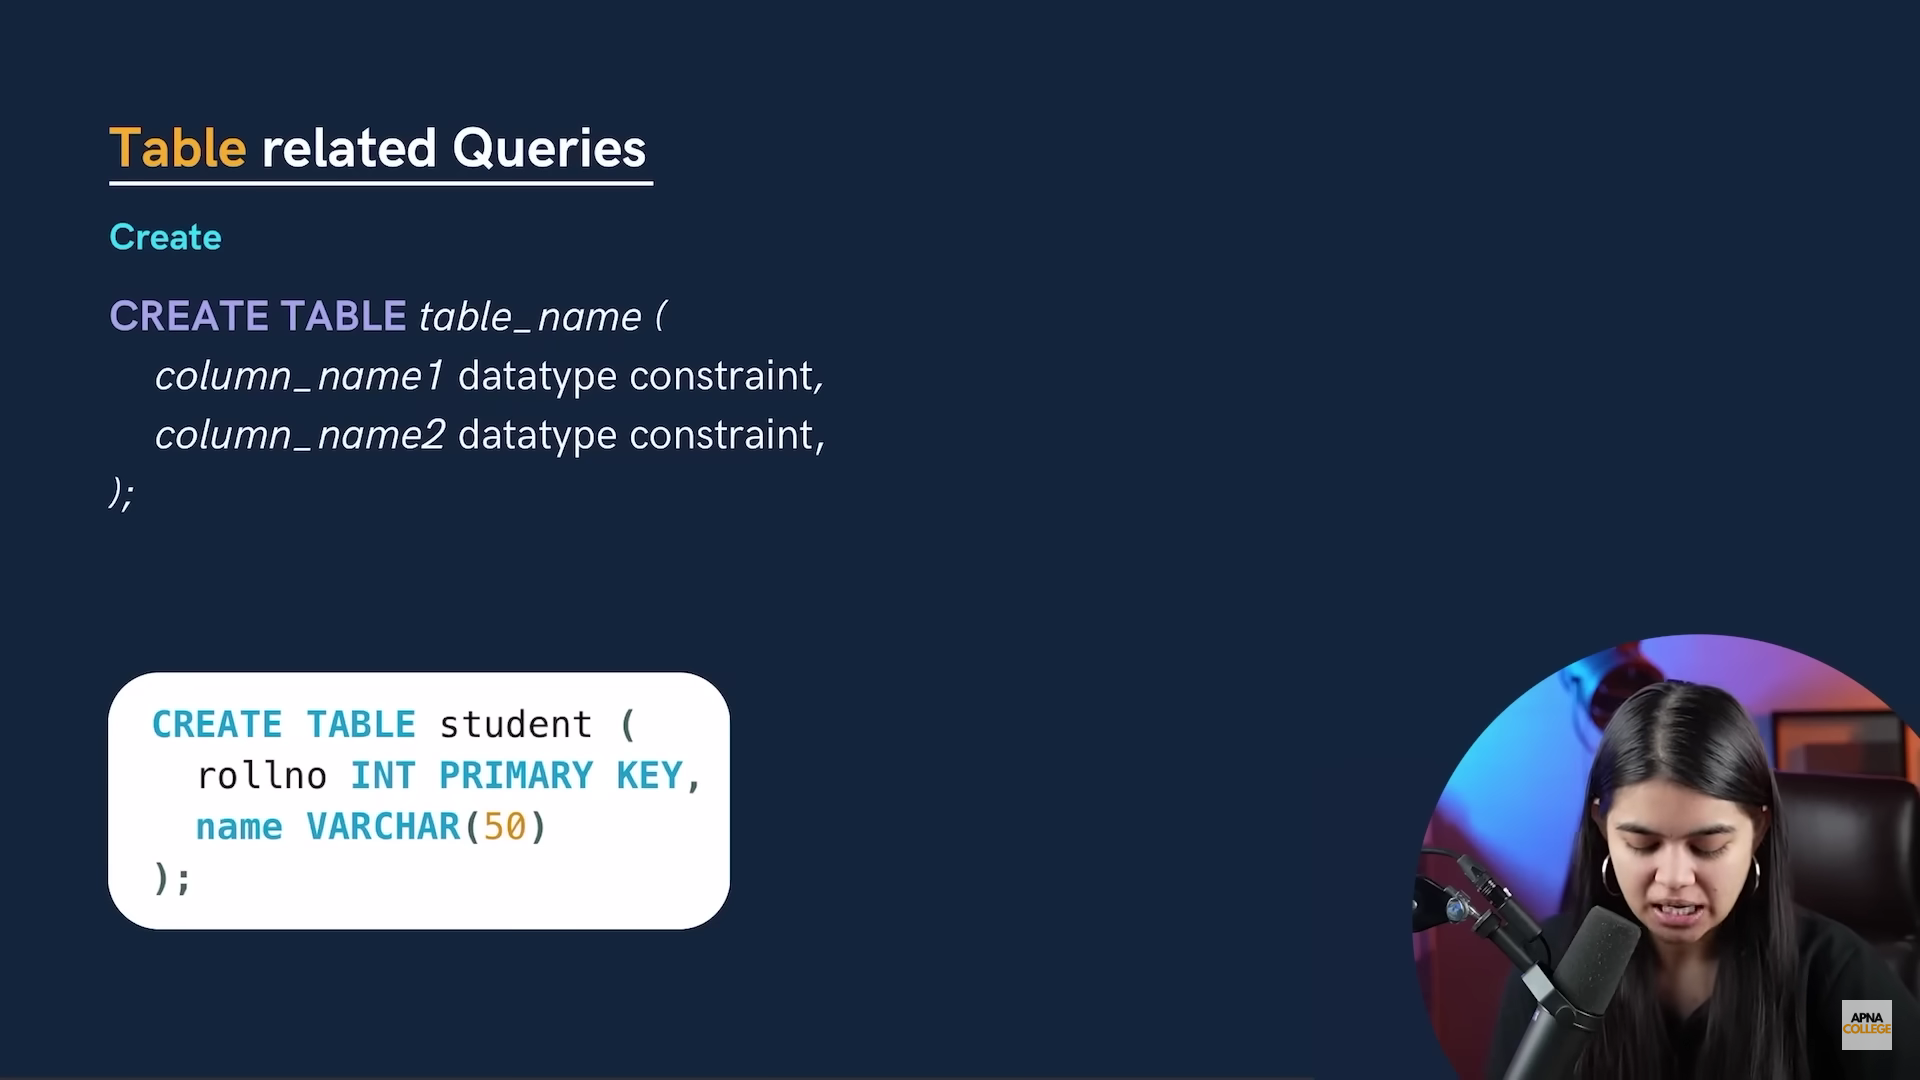 Table related Queries
Create
CREATE TABLE table_name (
column_name1 datatype constraint,
column_name2 datatype constraint,
);
CREATE TABLE student (
rollno INT PRIMARY KEY,
name VARCHAR(50)
);
APNA
COLLEGE